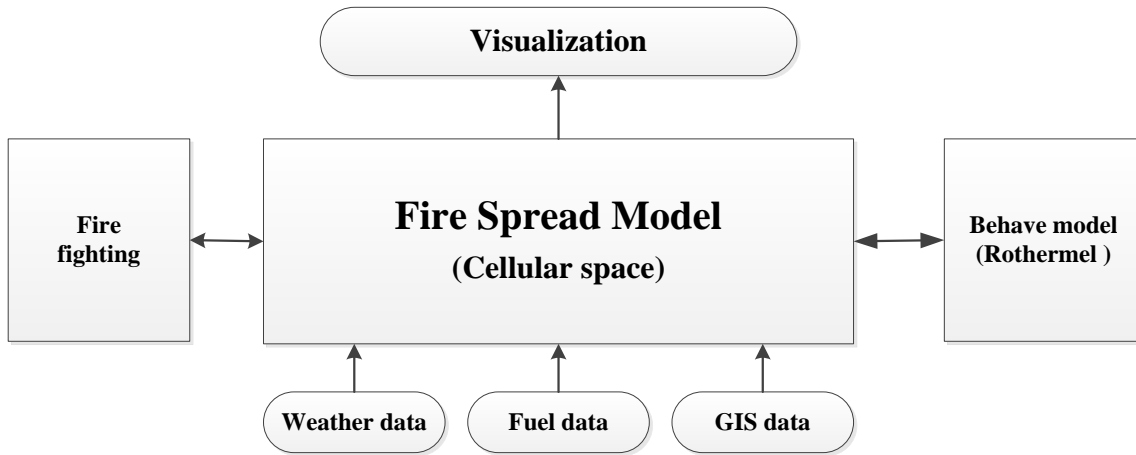 Visualization
Fire
fighting
Fire Spread Model
(Cellular space)
Behave model
(Rothermel )
Weather data
Fuel data
GIS data